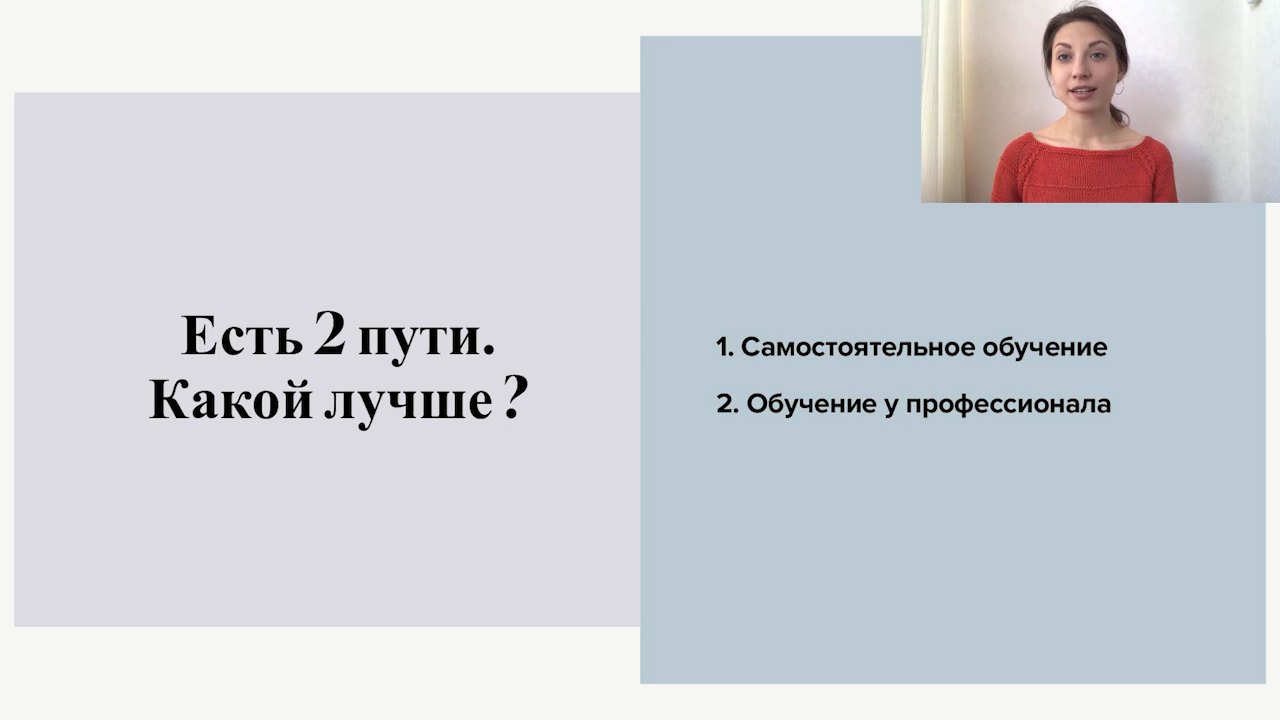 Есть 2 пути.
Какой лучше ?
1. Самостоятельное обучение
2. Обучение у профессионала